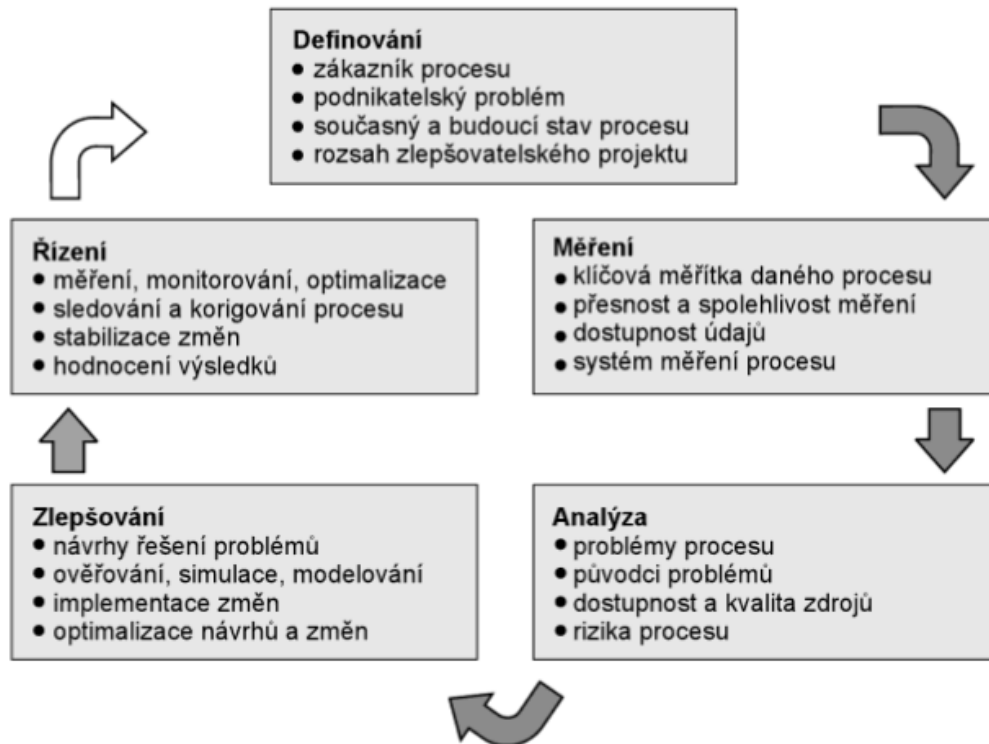 Definování
● zákazník procesu
● podnikatelský problém
● současný a budoucí stav procesu
● rozsah zlepšovatelského projektu
Měření
● klíčová měřítka daného procesu
● přesnost a spolehlivost měření
● dostupnost údajů
● systém měření procesu
Analýza
● problémy procesu
● původci problémů
● dostupnost a kvalita zdrojů
● rizika procesu
Zlepšování
● návrhy řešení problémů
● ověřování, simulace, modelování
● implementace změn
● optimalizace návrhů a změn
Řízení
● měření, monitorování, optimalizace
● sledování a korigování procesu
● stabilizace změn
● hodnocení výsledků